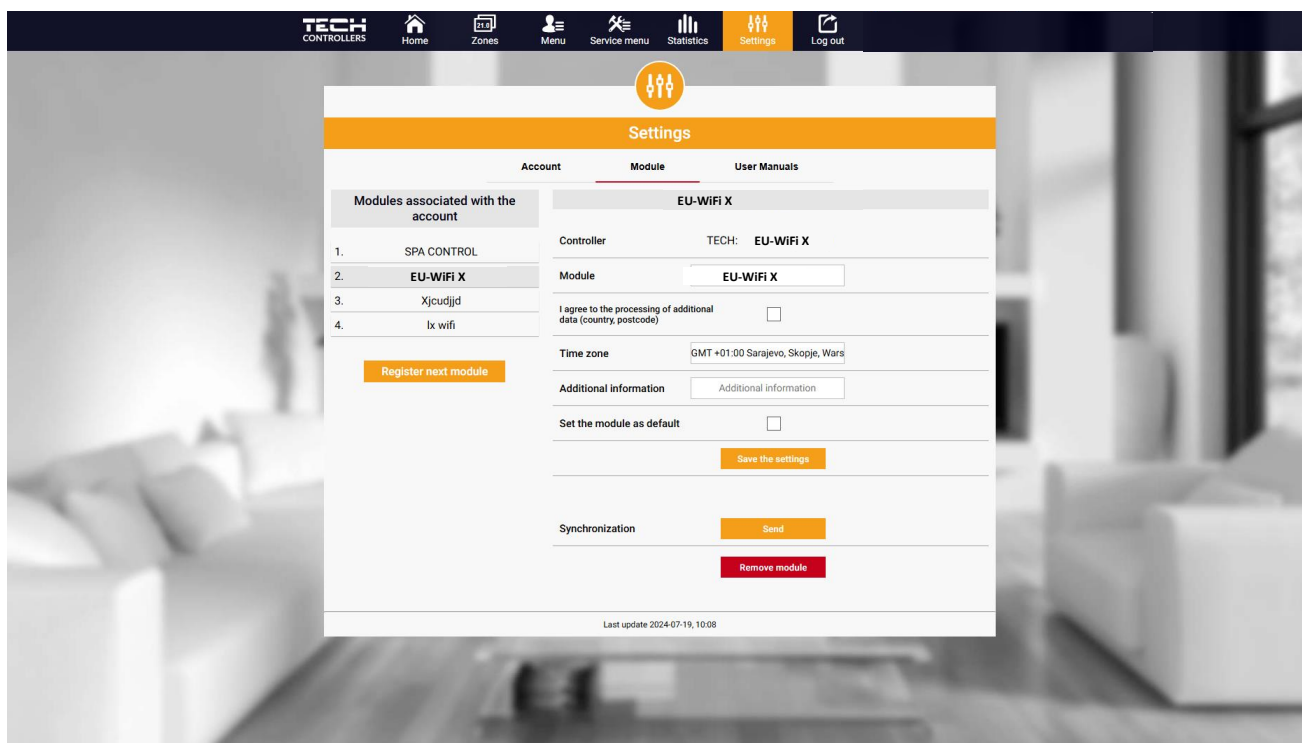 TECH
CONTROLLERS
Home
21.0
Zones
Menu
Service menu
Statistics
Settings
Log out
Settings
Account
Module
User Manuals
Modules associated with the
account
1. SPA CONTROL
2. EU-WiFi X
3. Xjcudjjd
4. lx wifi
Register next module
EU-WiFi X
Controller TECH: EU-WiFi X
Module EU-WiFi X
I agree to the processing of additional
data (country, postcode)
Time zone GMT +01:00 Sarajevo, Skopje, Wars
Additional information Additional information
Set the module as default
Save the settings
Synchronization Send
Remove module
Last update 2024-07-19, 10:08